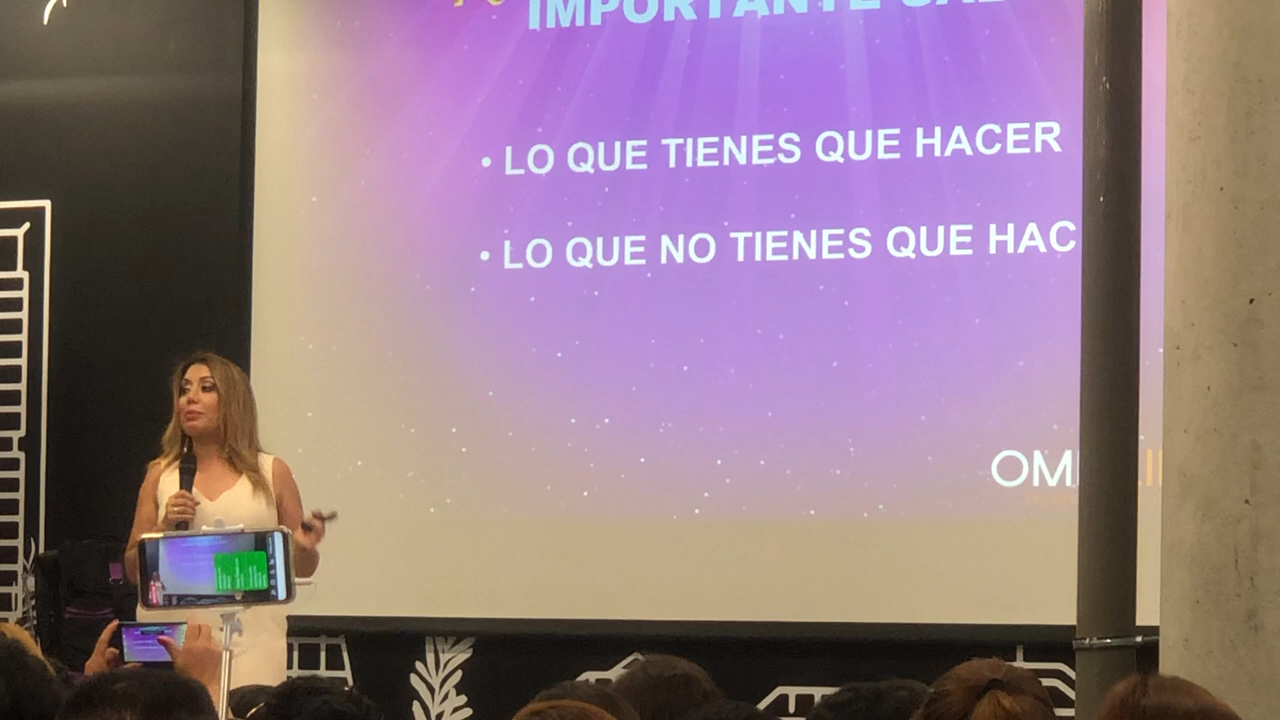 IMPORTANTE
• LO QUE TIENES QUE HACER
• LO QUE NO TIENES QUE HAC
OM